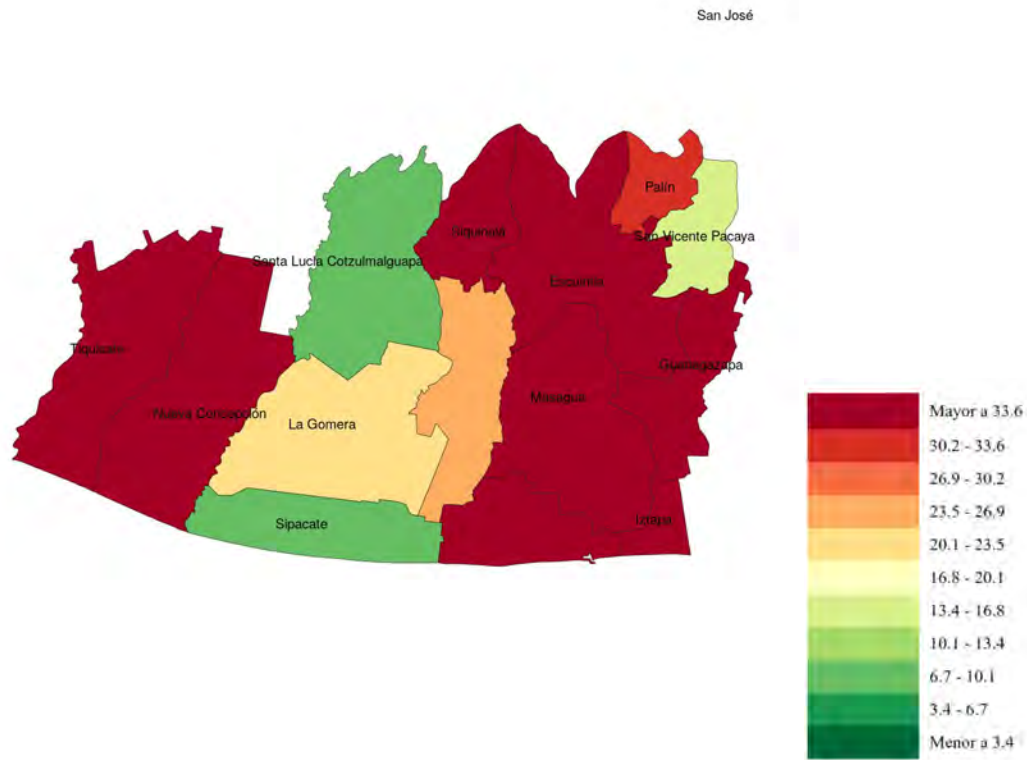 San José
Palín
Siquinalá
San Vicente Pacaya
Santa Lucía Cotzulmalguapa
Escuintla
Tiquisate
Guanagazapa
Nueva Concepción
Masagua
La Gomera
Sipacate
Iztapa
Mayor a 33.6
30.2 - 33.6
26.9 - 30.2
23.5 - 26.9
20.1 - 23.5
16.8 - 20.1
13.4 - 16.8
10.1 - 13.4
6.7 - 10.1
3.4 - 6.7
Menor a 3.4